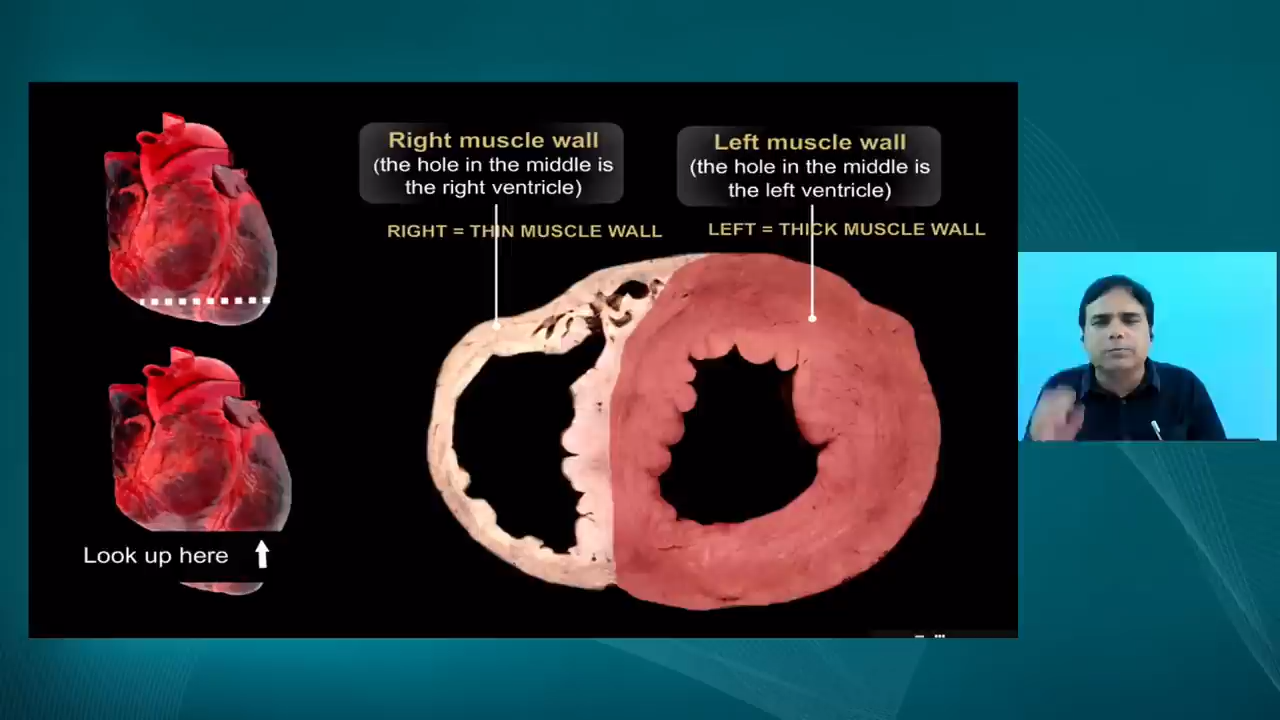 Right muscle wall
(the hole in the middle is
the right ventricle)
Left muscle wall
(the hole in the middle is
the left ventricle)
RIGHT = THIN MUSCLE WALL
LEFT = THICK MUSCLE WALL
Look up here